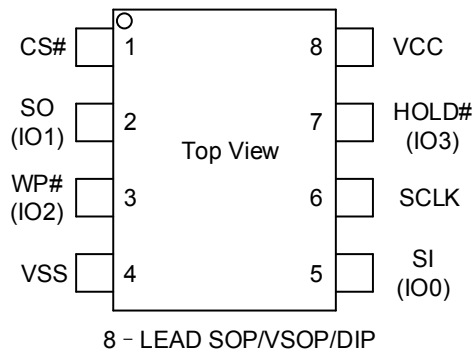 CS# 1 8 VCC
SO 2 7 HOLD#
(IO1) (IO3)
Top View
WP# 3 6 SCLK
(IO2)
VSS 4 5 SI
(IO0)
8 - LEAD SOP/VSOP/DIP